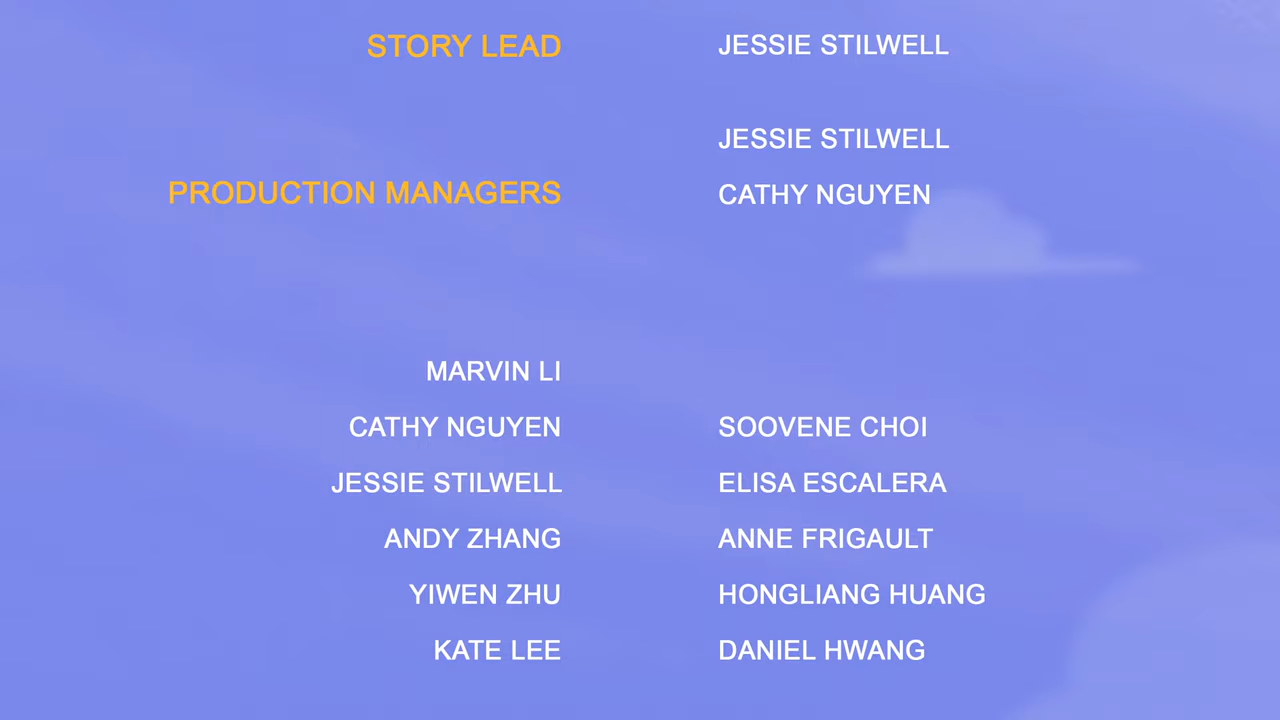 STORY LEAD JESSIE STILWELL
JESSIE STILWELL
PRODUCTION MANAGERS CATHY NGUYEN
MARVIN LI
CATHY NGUYEN SOOVENE CHOI
JESSIE STILWELL ELISA ESCALERA
ANDY ZHANG ANNE FRIGAULT
YIWEN ZHU HONGLIANG HUANG
KATE LEE DANIEL HWANG